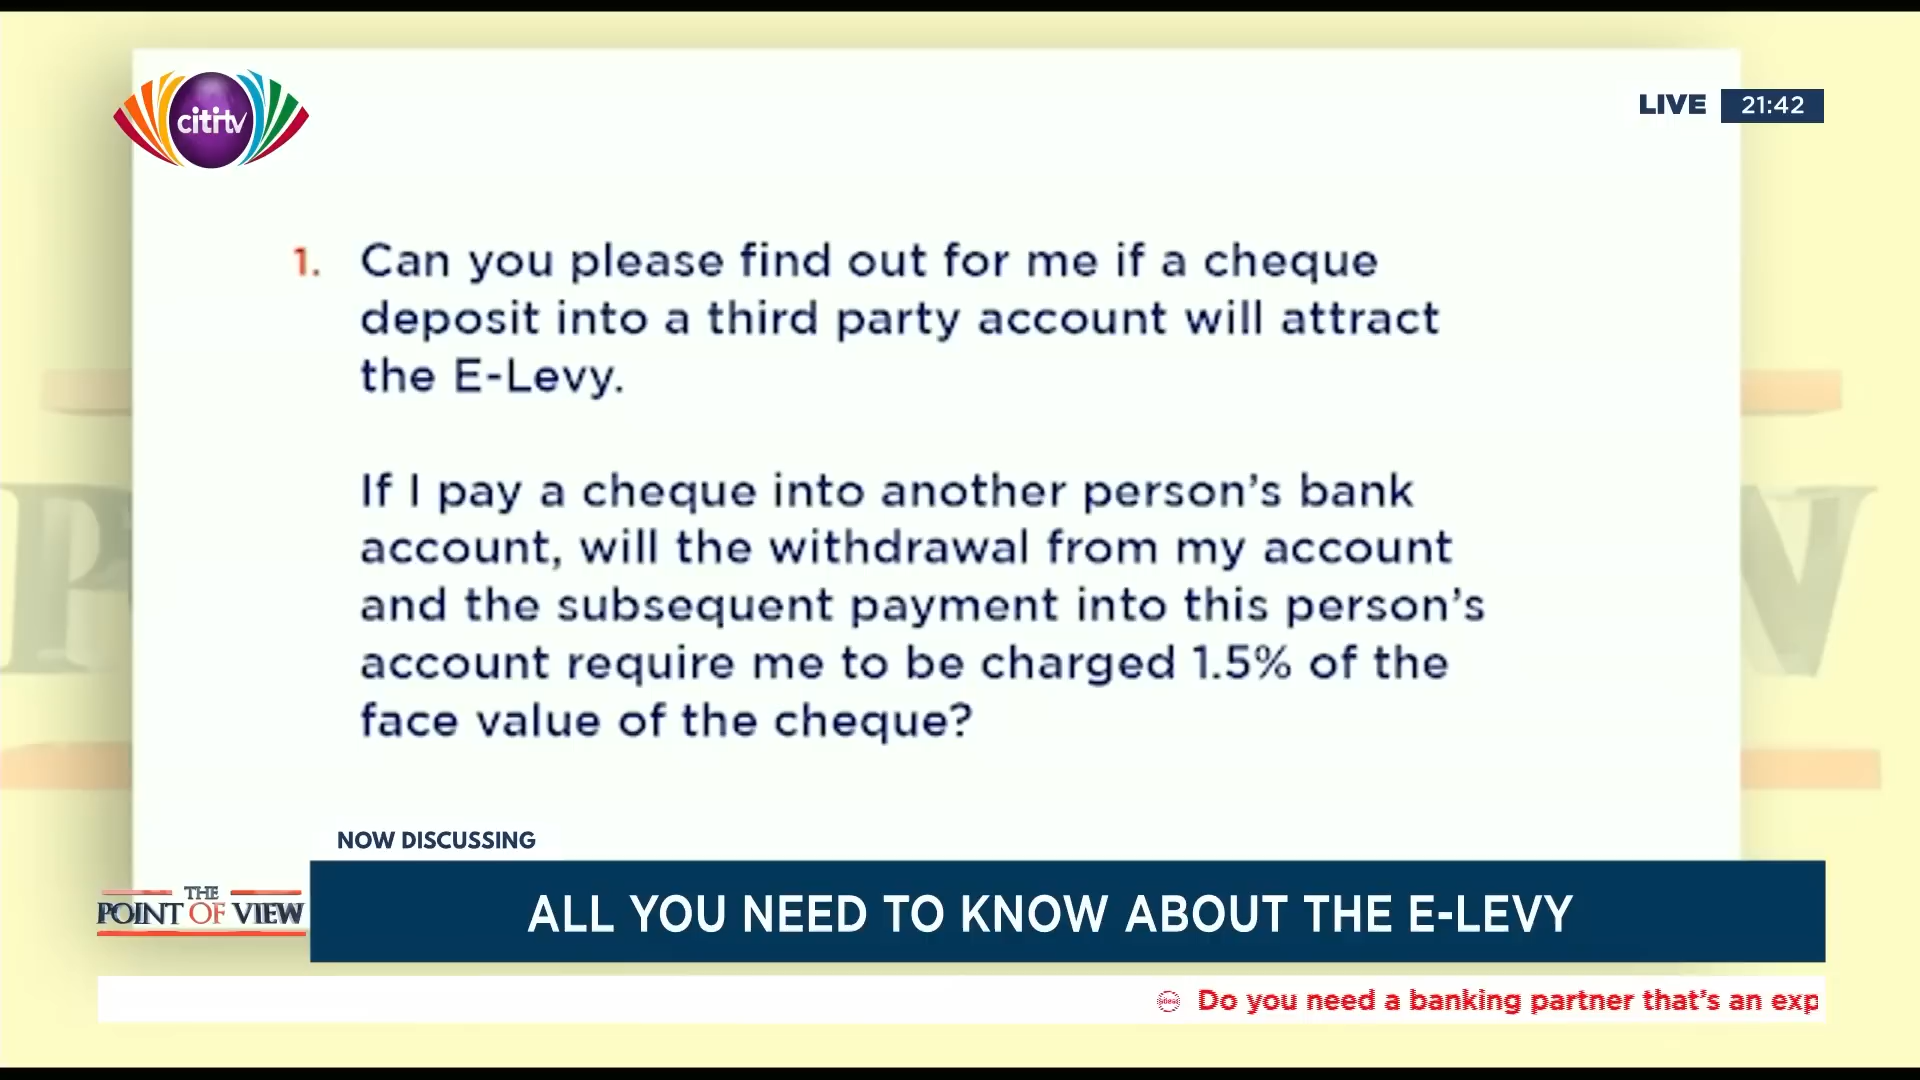 cititv
LIVE 21:42
1. Can you please find out for me if a cheque
deposit into a third party account will attract
the E-Levy.
If I pay a cheque into another person's bank
account, will the withdrawal from my account
and the subsequent payment into this person's
account require me to be charged 1.5% of the
face value of the cheque?
NOW DISCUSSING
THE
POINT OF VIEW
ALL YOU NEED TO KNOW ABOUT THE E-LEVY
Do you need a banking partner that's an exp